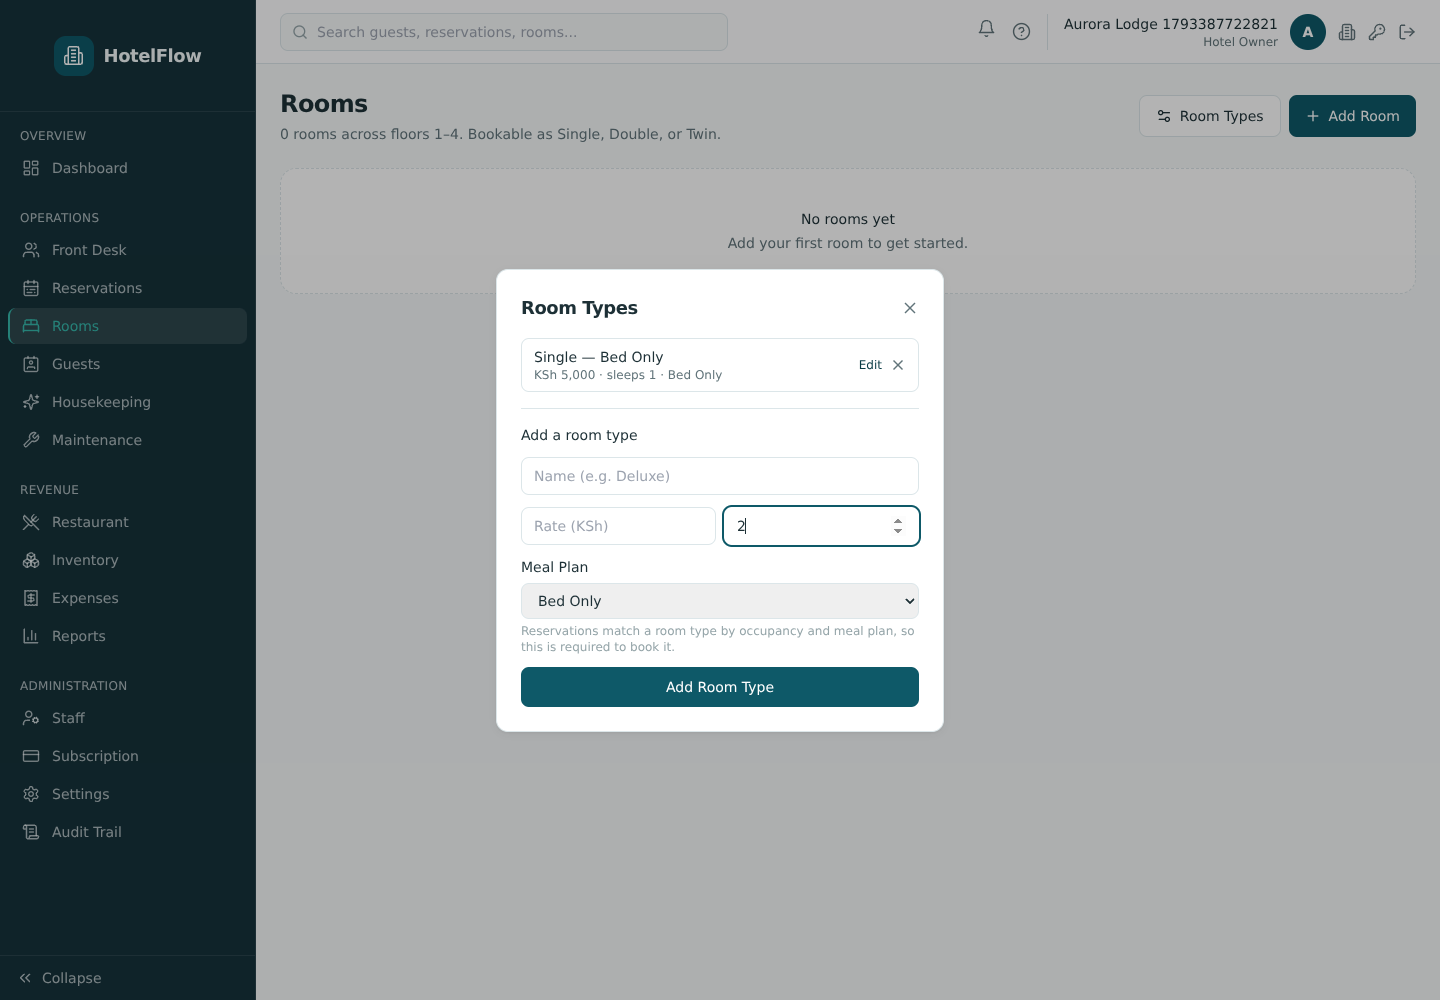 HotelFlow
Search guests, reservations, rooms...
Aurora Lodge 1793387722821
Hotel Owner
A
OVERVIEW
Dashboard
OPERATIONS
Front Desk
Reservations
Rooms
Guests
Housekeeping
Maintenance
REVENUE
Restaurant
Inventory
Expenses
Reports
ADMINISTRATION
Staff
Subscription
Settings
Audit Trail
Collapse
Rooms
0 rooms across floors 1–4. Bookable as Single, Double, or Twin.
Room Types
Add Room
No rooms yet
Add your first room to get started.
Room Types
Single — Bed Only
KSh 5,000 · sleeps 1 · Bed Only
Edit
Add a room type
Name (e.g. Deluxe)
Rate (KSh)
2
Meal Plan
Bed Only
Reservations match a room type by occupancy and meal plan, so
this is required to book it.
Add Room Type